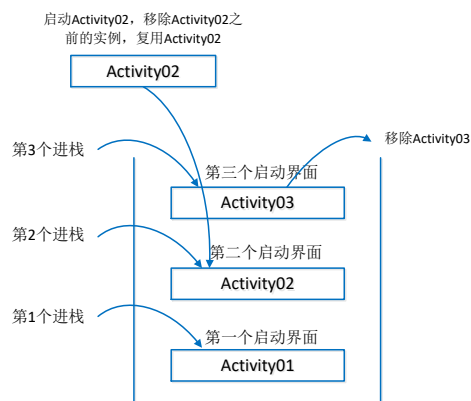 启动Activity02，移除Activity02之
前的实例，复用Activity02
Activity02
第3个进栈
移除Activity03
第三个启动界面
Activity03
第2个进栈
第二个启动界面
Activity02
第1个进栈
第一个启动界面
Activity01